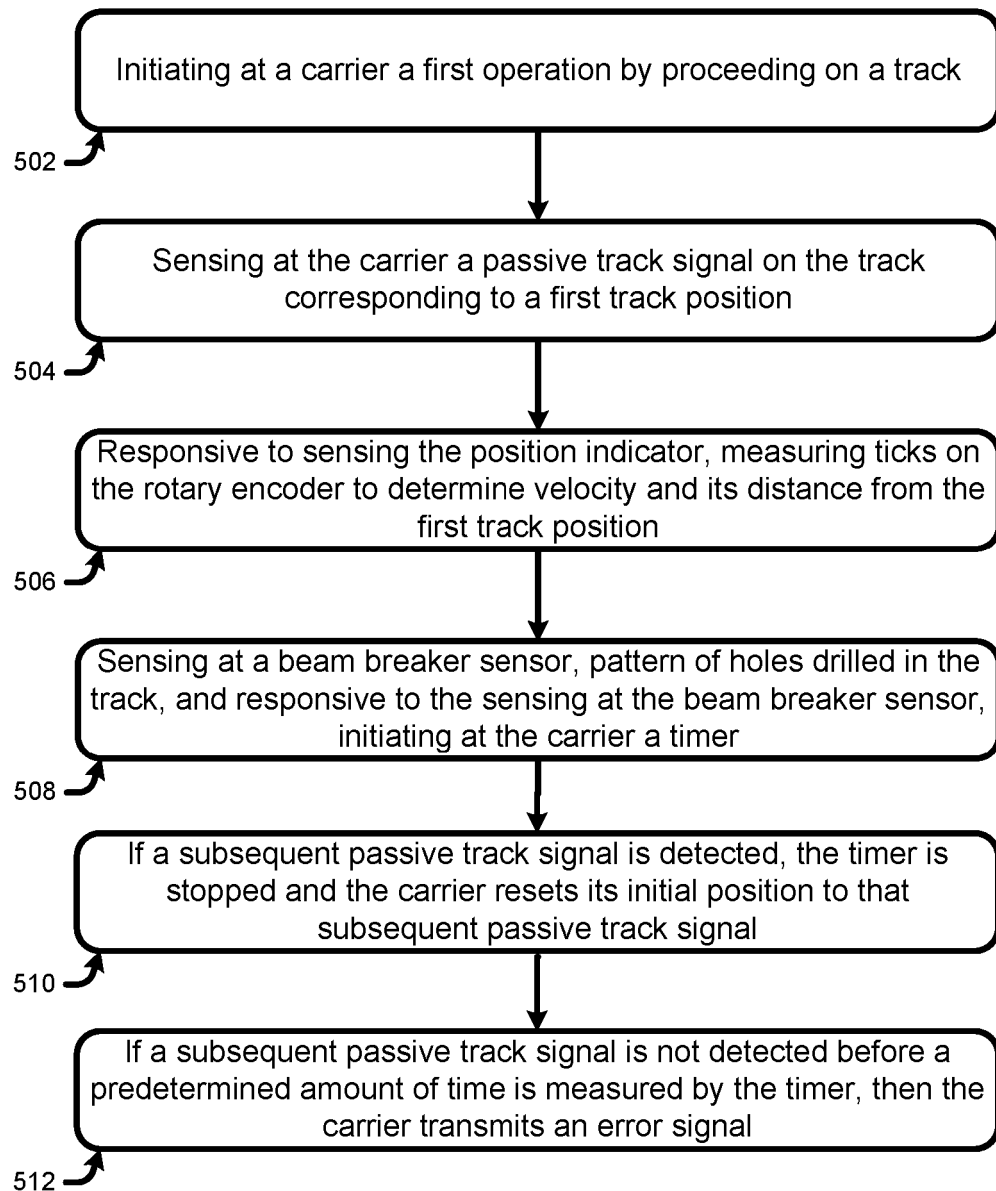 Initiating at a carrier a first operation by proceeding on a track
502
Sensing at the carrier a passive track signal on the track
corresponding to a first track position
504
Responsive to sensing the position indicator, measuring ticks on
the rotary encoder to determine velocity and its distance from the
first track position
506
Sensing at a beam breaker sensor, pattern of holes drilled in the
track, and responsive to the sensing at the beam breaker sensor,
initiating at the carrier a timer
508
If a subsequent passive track signal is detected, the timer is
stopped and the carrier resets its initial position to that
subsequent passive track signal
510
If a subsequent passive track signal is not detected before a
predetermined amount of time is measured by the timer, then the
carrier transmits an error signal
512